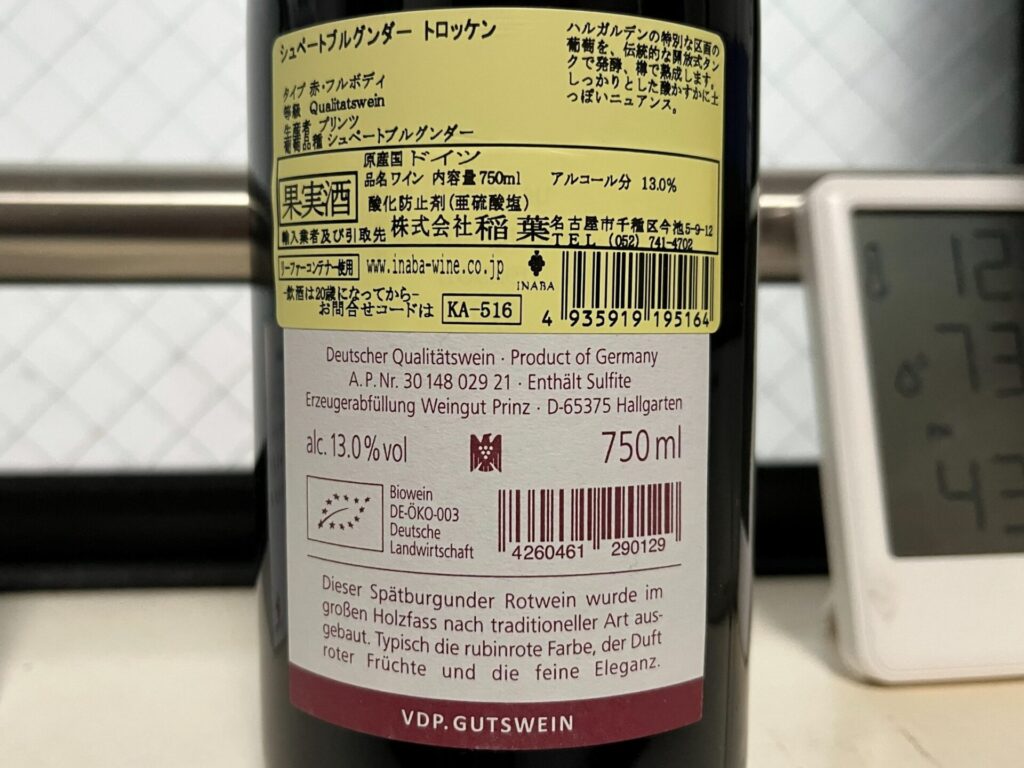 シュペートブルグンダー トロッケン
ハルガルデンの特別な区画の
葡萄を、伝統的な開放式タン
クで発酵、樽で熟成します。
しっかりとした酸かすかに土
っぽいニュアンス。
タイプ 赤・フルボディ
等級 Qualitatswein
生産者 プリンツ
葡萄品種 シュペートブルグンダー
原産国 ドイツ
品名 ワイン 内容量 750ml アルコール分 13.0%
果実酒 酸化防止剤(亜硫酸塩)
輸入業者及び引取先 株式会社 稲葉 名古屋市千種区今池5-9-12
TEL (052) 741-4702
リーファーコンテナー使用 www.inaba-wine.co.jp INABA
-飲酒は20歳になってから-
お問合せコードは KA-516
4 935919 195164
Deutscher Qualitätswein · Product of Germany
A. P. Nr. 30 148 029 21 · Enthält Sulfite
Erzeugerabfüllung Weingut Prinz · D-65375 Hallgarten
alc. 13.0 % vol 750 ml
Biowein
DE-ÖKO-003
Deutsche
Landwirtschaft
4260461 290129
Dieser Spätburgunder Rotwein wurde im
großen Holzfass nach traditioneller Art aus-
gebaut. Typisch die rubinrote Farbe, der Duft
roter Früchte und die feine Eleganz.
VDP.GUTSWEIN